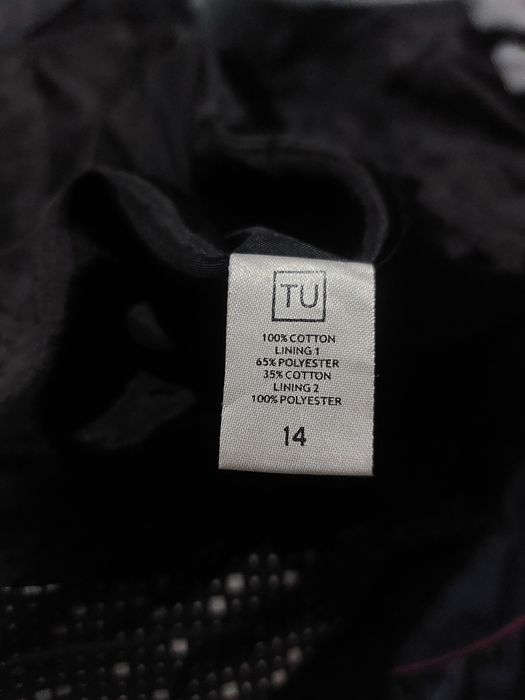 TU
100% COTTON
LINING 1
65% POLYESTER
35% COTTON
LINING 2
100% POLYESTER
14